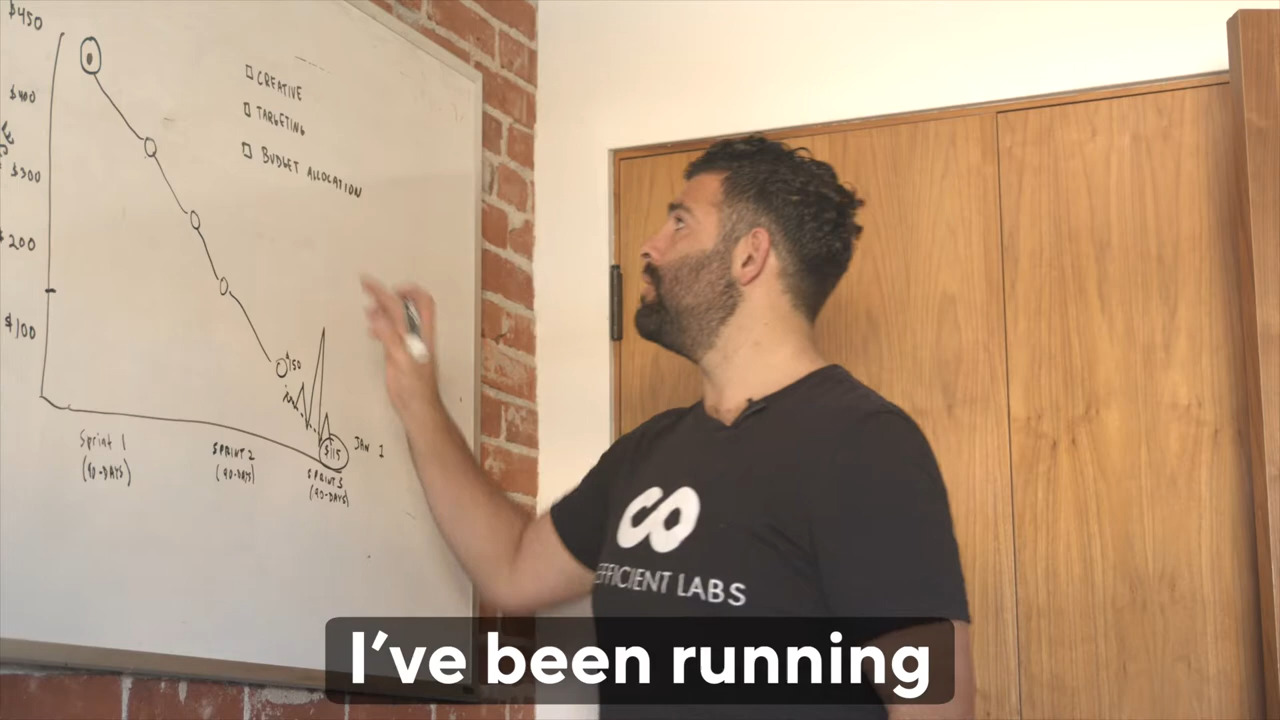 $450
$400
$300
$200
$100
CREATIVE
TARGETING
BUDGET ALLOCATION
$150
$115
JAN 1
Sprint 1
(90-DAYS)
SPRINT 2
(90-DAYS)
SPRINT 3
(90-DAYS)
CO
EFFICIENT LABS
I've been running